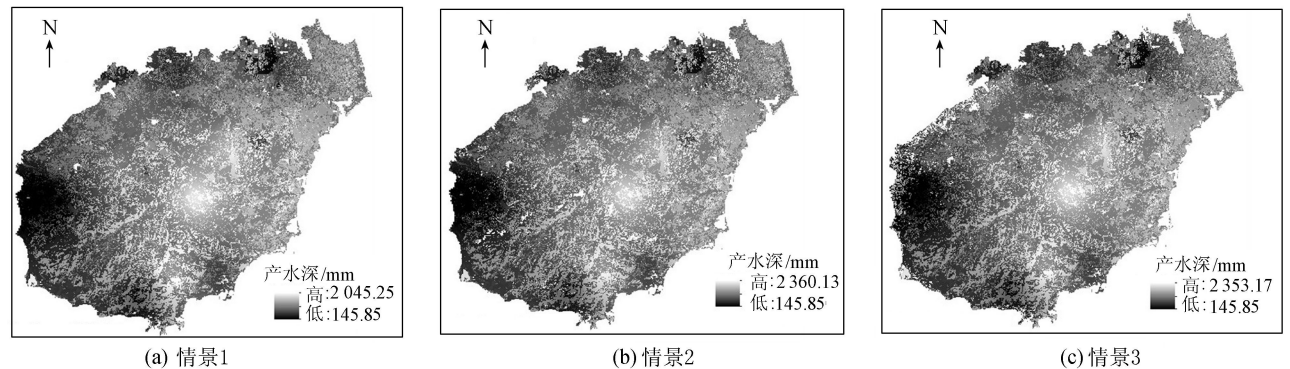 N
产水深/mm
高:2 045.25
低:145.85
(a) 情景1
N
产水深/mm
高:2 360.13
低:145.85
(b) 情景2
N
产水深/mm
高:2 353.17
低:145.85
(c) 情景3